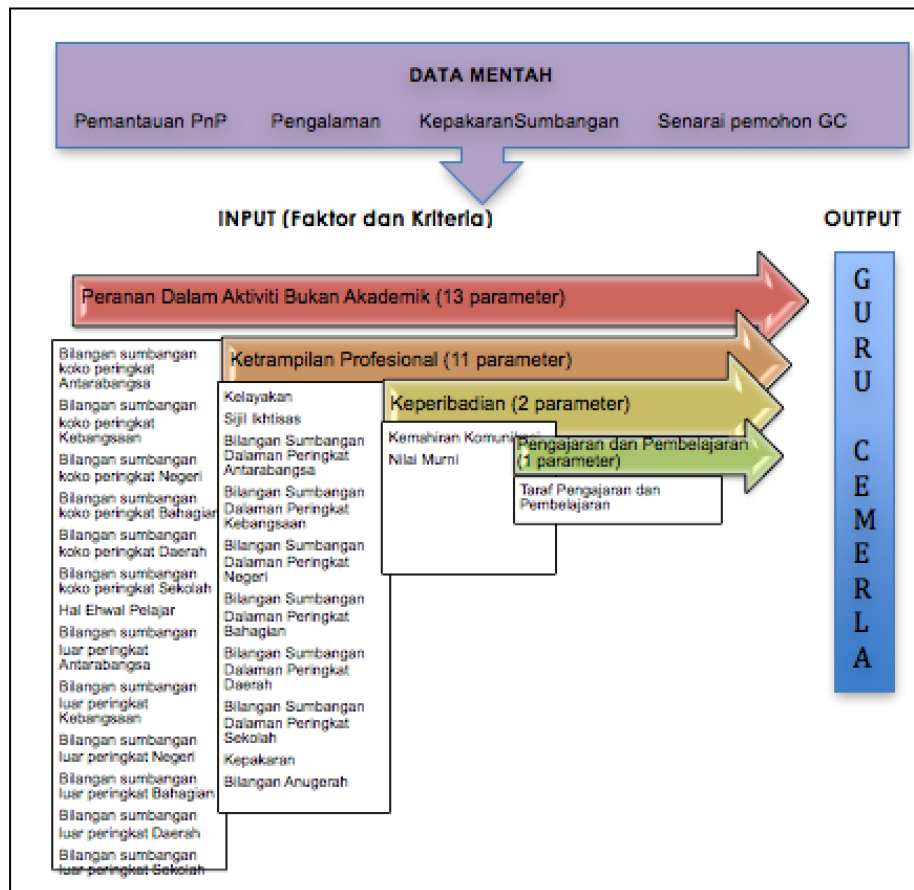 DATA MENTAH
Pemantauan PnP Pengalaman KepakaranSumbangan Senarai pemohon GC
INPUT (Faktor dan Kriteria)
OUTPUT
Peranan Dalam Aktiviti Bukan Akademik (13 parameter)
Bilangan sumbangan
koko peringkat
Antarabangsa
Bilangan sumbangan
koko peringkat
Kebangsaan
Bilangan sumbangan
koko peringkat Negeri
Bilangan sumbangan
koko peringkat Bahagian
Bilangan sumbangan
koko peringkat Daerah
Bilangan sumbangan
koko peringkat Sekolah
Hal Ehwal Pelajar
Bilangan sumbangan
luar peringkat
Antarabangsa
Bilangan sumbangan
luar peringkat
Kebangsaan
Bilangan sumbangan
luar peringkat Negeri
Bilangan sumbangan
luar peringkat Bahagian
Bilangan sumbangan
luar peringkat Daerah
Bilangan sumbangan
luar peringkat Sekolah
Ketrampilan Profesional (11 parameter)
Kelayakan
Sijil Ikhtisas
Bilangan Sumbangan
Dalaman Peringkat
Antarabangsa
Bilangan Sumbangan
Dalaman Peringkat
Kebangsaan
Bilangan Sumbangan
Dalaman Peringkat
Negeri
Bilangan Sumbangan
Dalaman Peringkat
Bahagian
Bilangan Sumbangan
Dalaman Peringkat
Daerah
Bilangan Sumbangan
Dalaman Peringkat
Sekolah
Kepakaran
Bilangan Anugerah
Keperibadian (2 parameter)
Kemahiran Komunikasi
Nilai Murni
Pengajaran dan Pembelajaran
(1 parameter)
Taraf Pengajaran dan
Pembelajaran
G
U
R
U
C
E
M
E
R
L
A